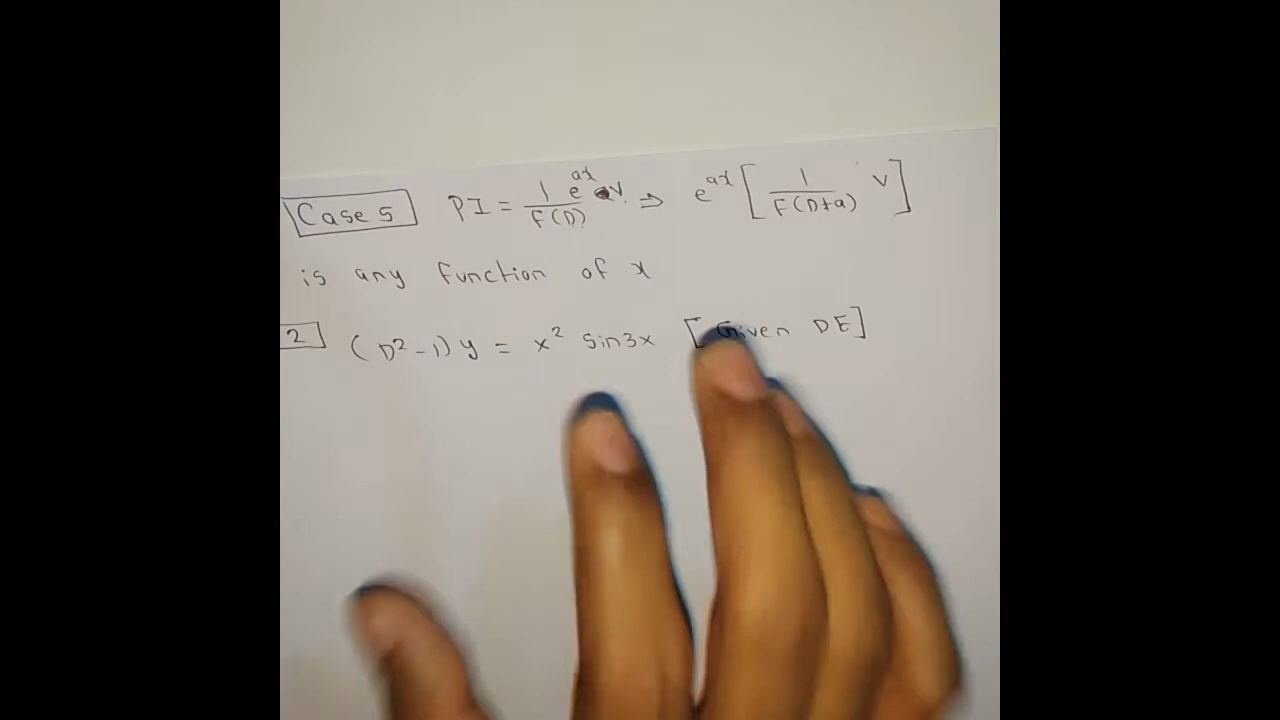 Case 5 PI = 1/F(D) e^{ax} V. ⇒ e^{ax} [ 1/F(D+a) V ]
is any function of x
2 (D²-1) y = x² sin3x [Given DE]